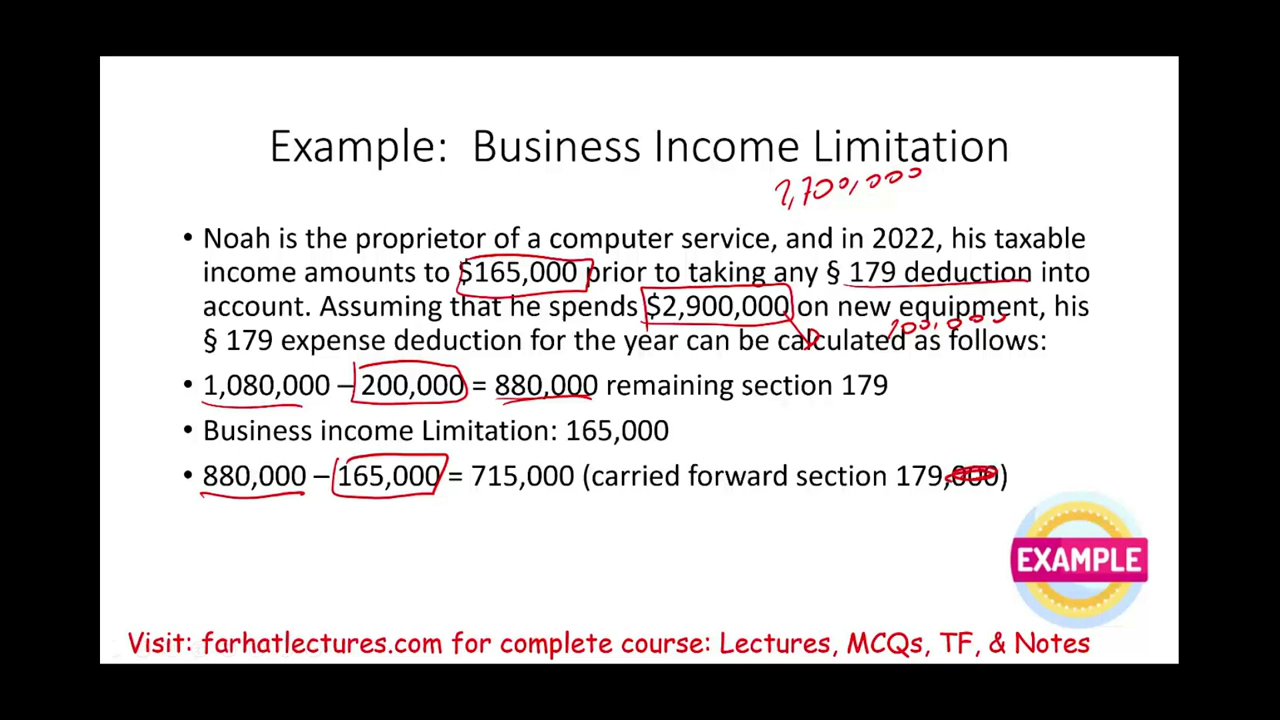 Example: Business Income Limitation
2,700,000
• Noah is the proprietor of a computer service, and in 2022, his taxable
income amounts to $165,000 prior to taking any § 179 deduction into
account. Assuming that he spends $2,900,000 on new equipment, his
200,000
§ 179 expense deduction for the year can be calculated as follows:
• 1,080,000 – 200,000 = 880,000 remaining section 179
• Business income Limitation: 165,000
• 880,000 – 165,000 = 715,000 (carried forward section 179,000)
EXAMPLE
Visit: farhatlectures.com for complete course: Lectures, MCQs, TF, & Notes